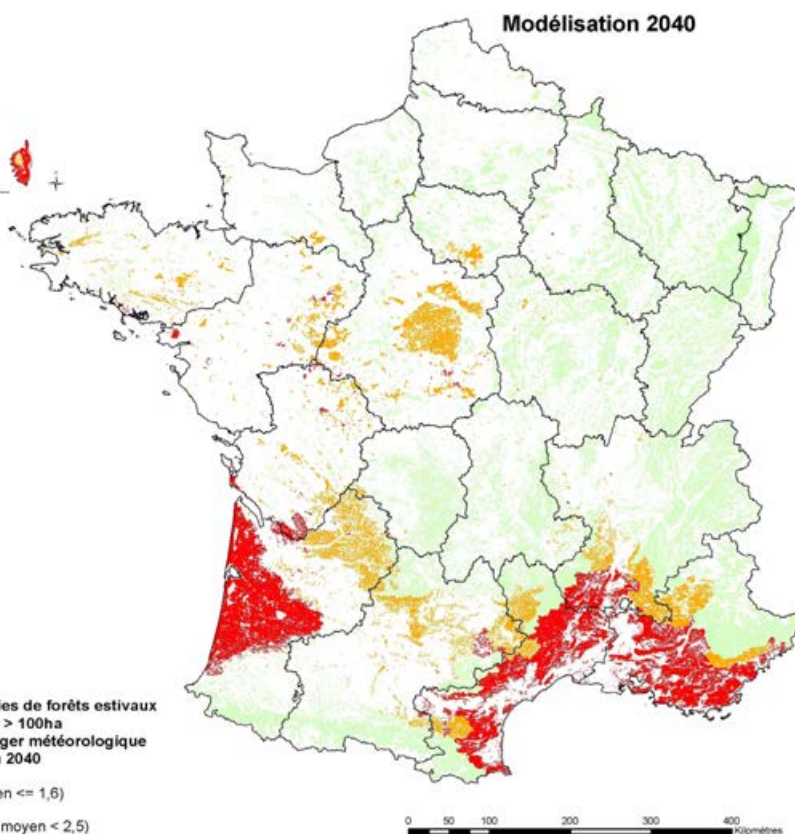 Modélisation 2040
ies de forêts estivaux
> 100ha
ger météorologique
2040
en <= 1,6)
moyen < 2,5)
0 50 100 200 300 400
Kilomètres